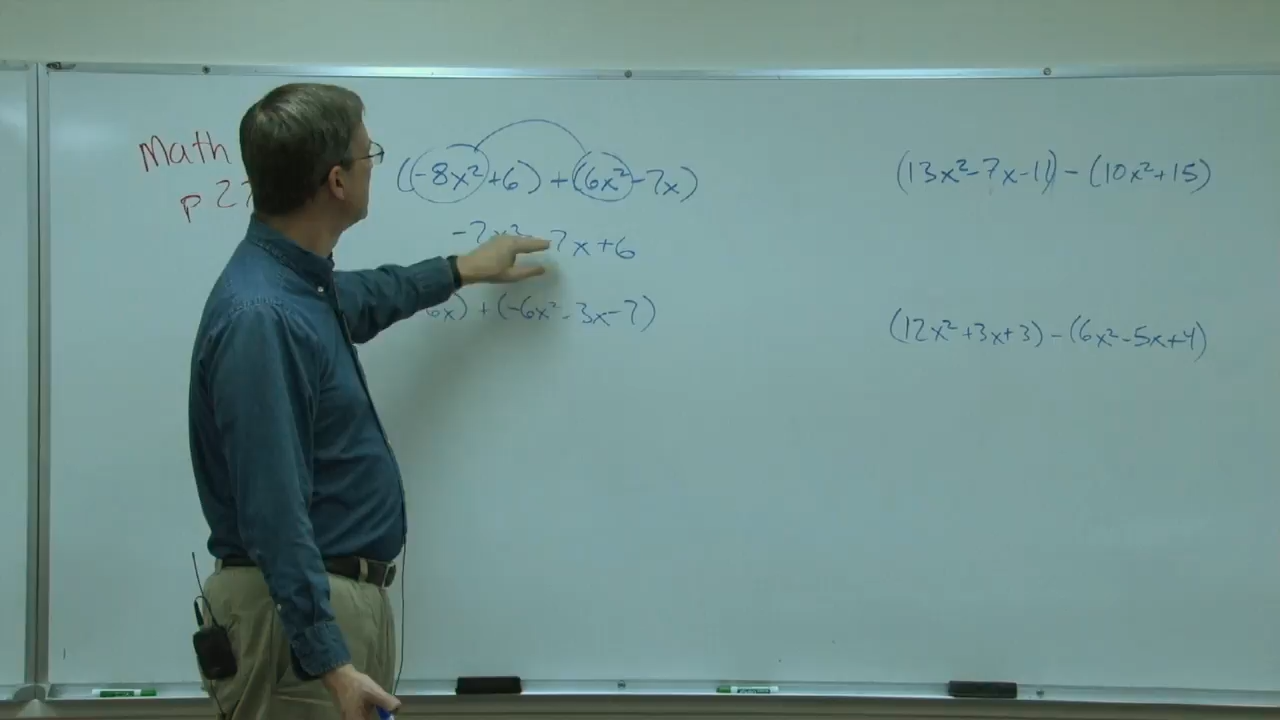 Math
p 27
((-8x²+6) + (6x²-7x)
-2x²-7x+6
6x) + (-6x²-3x-7)
(13x²-7x-11) - (10x²+15)
(12x²+3x+3) - (6x²-5x+4)